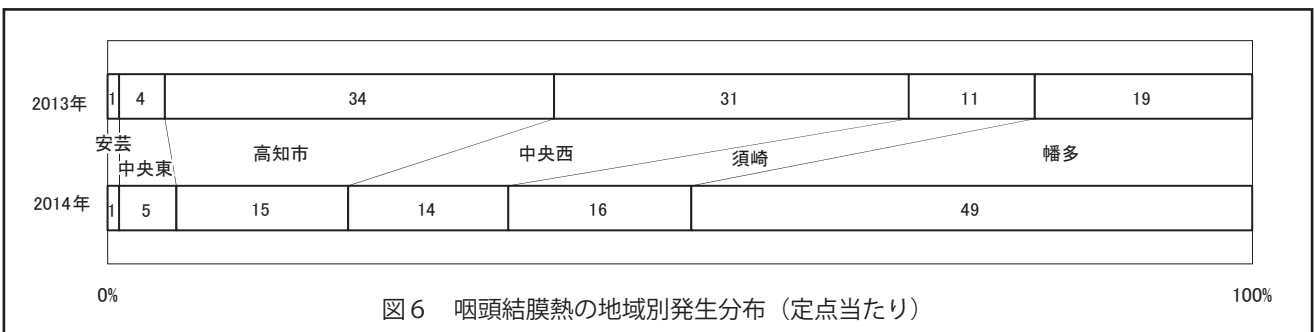 2013年 1 4 34 31 11 19
安芸 中央東 高知市 中央西 須崎 幡多
2014年 1 5 15 14 16 49
0% 100%
図6 咽頭結膜熱の地域別発生分布（定点当たり）